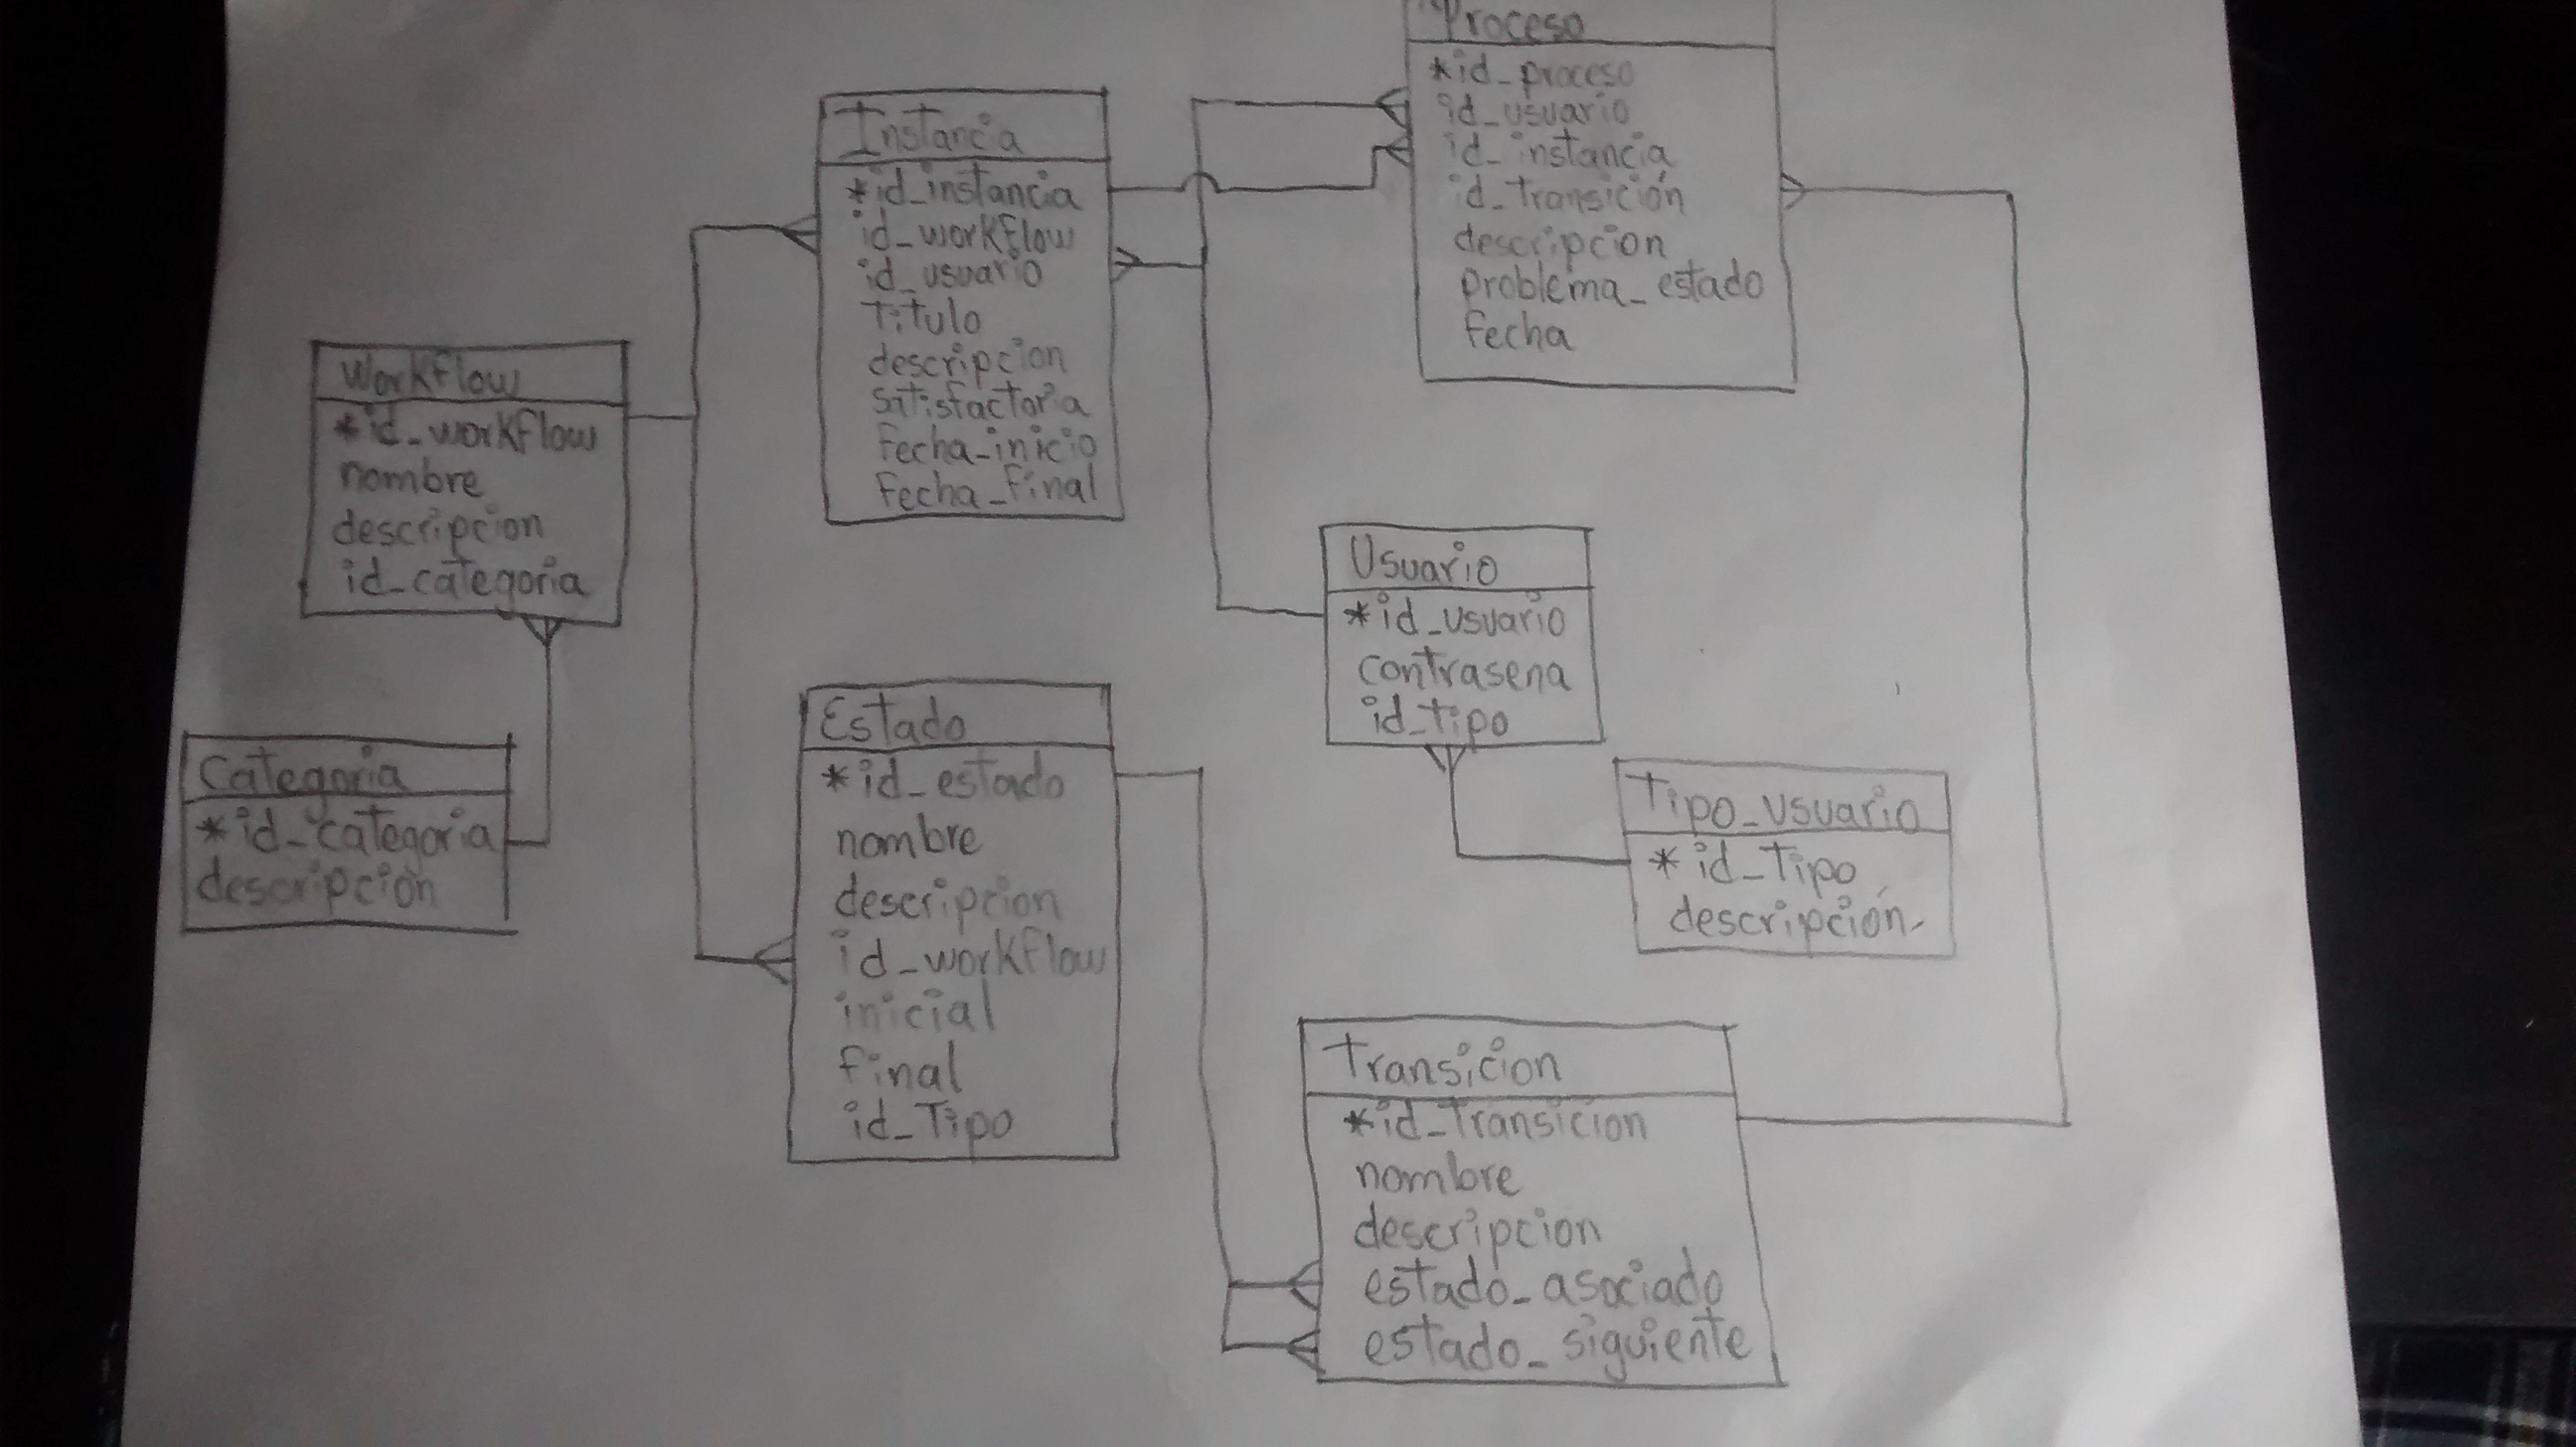 Proceso
*id_proceso
id_usuario
id_instancia
id_transición
descripcion
problema_estado
fecha
Instancia
*id_instancia
id_workflow
id_usuario
Titulo
descripcion
satisfactoria
fecha_inicio
fecha_final
Workflow
*id_workflow
nombre
descripcion
id_categoria
Usuario
*id_usuario
contrasena
id_tipo
Categoria
*id_categoria
descripción
Estado
*id_estado
nombre
descripcion
id_workflow
inicial
final
id_Tipo
Tipo_usuario
*id_Tipo
descripción
Transicion
*id_Transicion
nombre
descripcion
estado_asociado
estado_siguiente